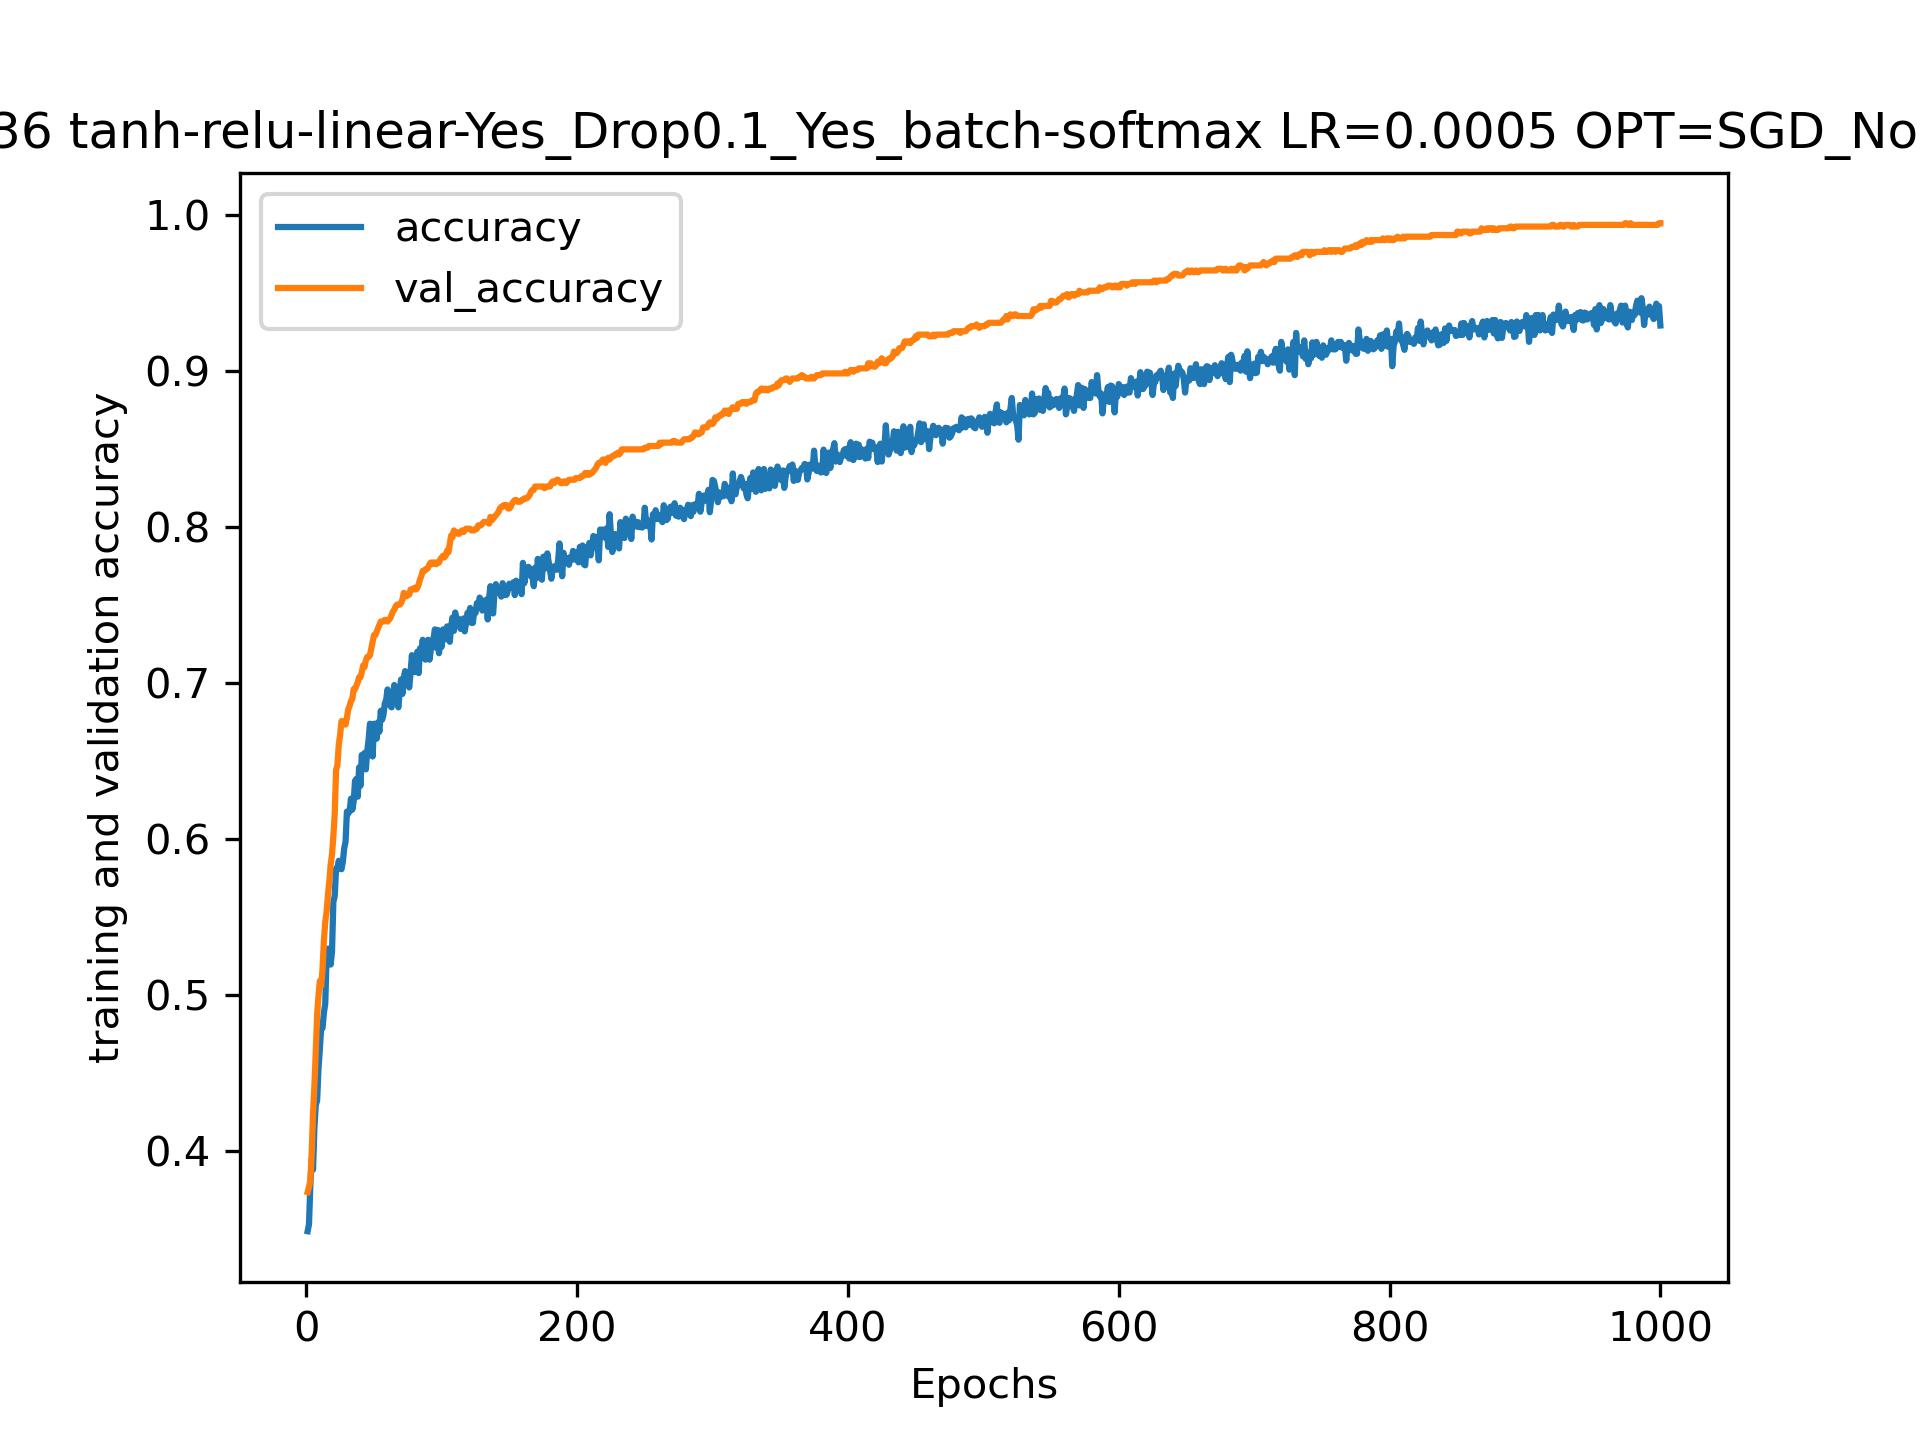 36 tanh-relu-linear-Yes_Drop0.1_Yes_batch-softmax LR=0.0005 OPT=SGD_No
accuracy
val_accuracy
1.0
0.9
0.8
0.7
0.6
0.5
0.4
training and validation accuracy
0 200 400 600 800 1000
Epochs